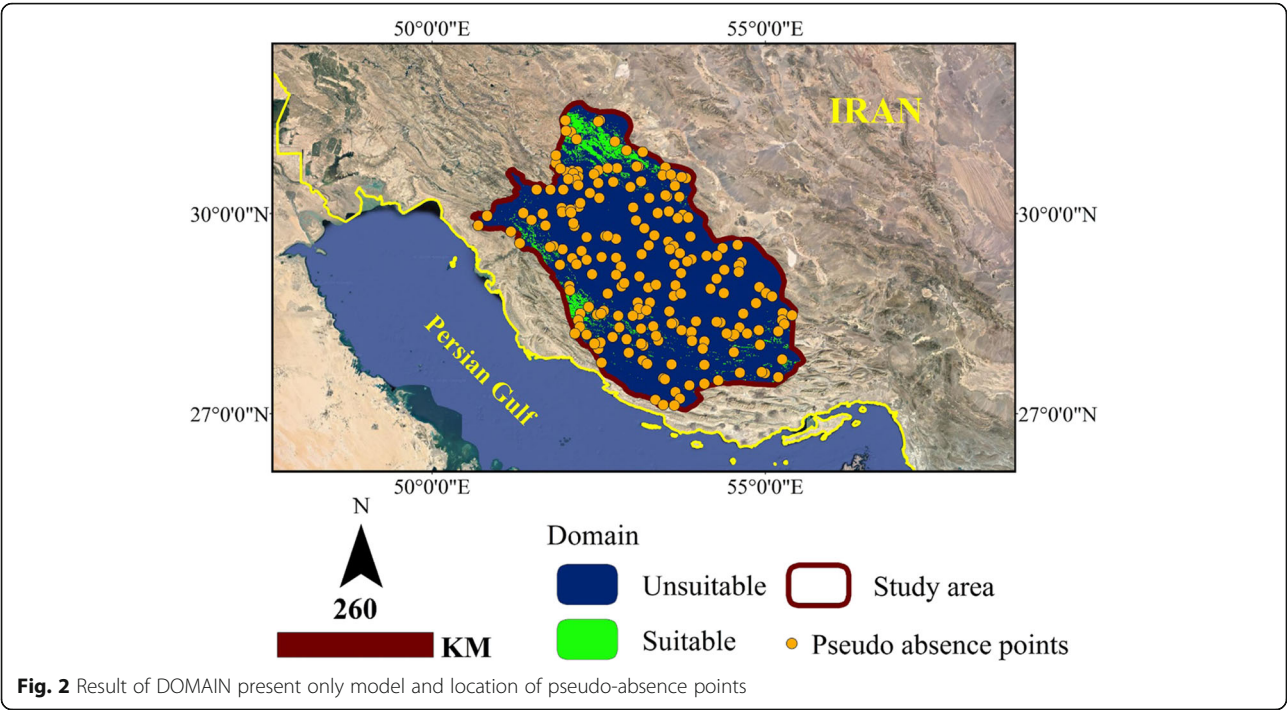 50°0'0"E 55°0'0"E
IRAN
30°0'0"N 30°0'0"N
Persian Gulf
27°0'0"N 27°0'0"N
50°0'0"E 55°0'0"E
N
260
KM
Domain
Unsuitable Study area
Suitable Pseudo absence points
Fig. 2 Result of DOMAIN present only model and location of pseudo-absence points